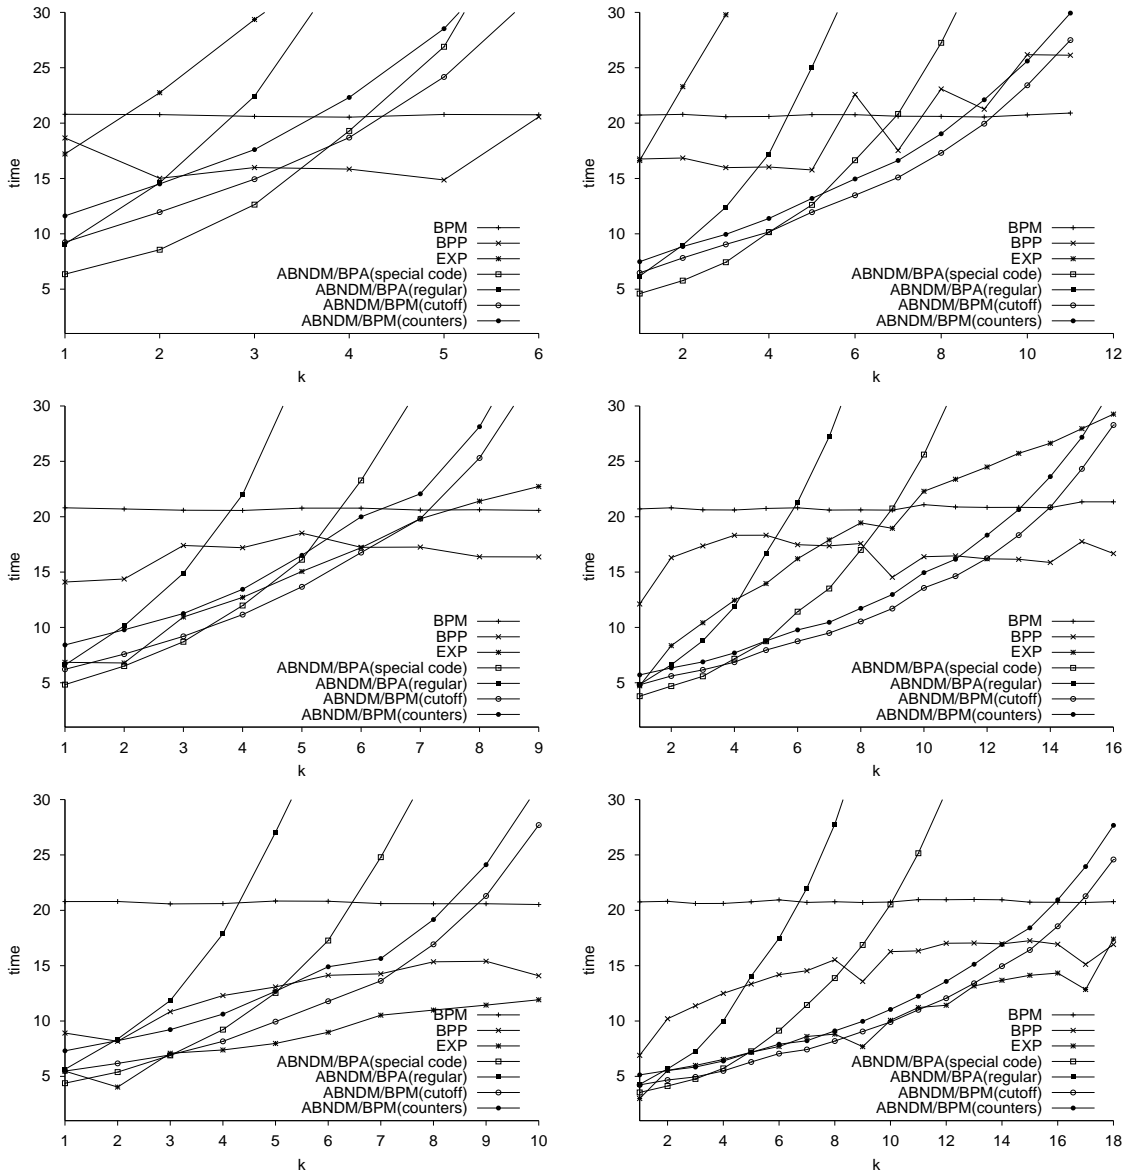 30
25
20
15
10
5
time
BPM
BPP
EXP
ABNDM/BPA(special code)
ABNDM/BPA(regular)
ABNDM/BPM(cutoff)
ABNDM/BPM(counters)
1 2 3 4 5 6
k
30
25
20
15
10
5
time
BPM
BPP
EXP
ABNDM/BPA(special code)
ABNDM/BPA(regular)
ABNDM/BPM(cutoff)
ABNDM/BPM(counters)
2 4 6 8 10 12
k
30
25
20
15
10
5
time
BPM
BPP
EXP
ABNDM/BPA(special code)
ABNDM/BPA(regular)
ABNDM/BPM(cutoff)
ABNDM/BPM(counters)
1 2 3 4 5 6 7 8 9
k
30
25
20
15
10
5
time
BPM
BPP
EXP
ABNDM/BPA(special code)
ABNDM/BPA(regular)
ABNDM/BPM(cutoff)
ABNDM/BPM(counters)
2 4 6 8 10 12 14 16
k
30
25
20
15
10
5
time
BPM
BPP
EXP
ABNDM/BPA(special code)
ABNDM/BPA(regular)
ABNDM/BPM(cutoff)
ABNDM/BPM(counters)
1 2 3 4 5 6 7 8 9 10
k
30
25
20
15
10
5
time
BPM
BPP
EXP
ABNDM/BPA(special code)
ABNDM/BPA(regular)
ABNDM/BPM(cutoff)
ABNDM/BPM(counters)
2 4 6 8 10 12 14 16 18
k